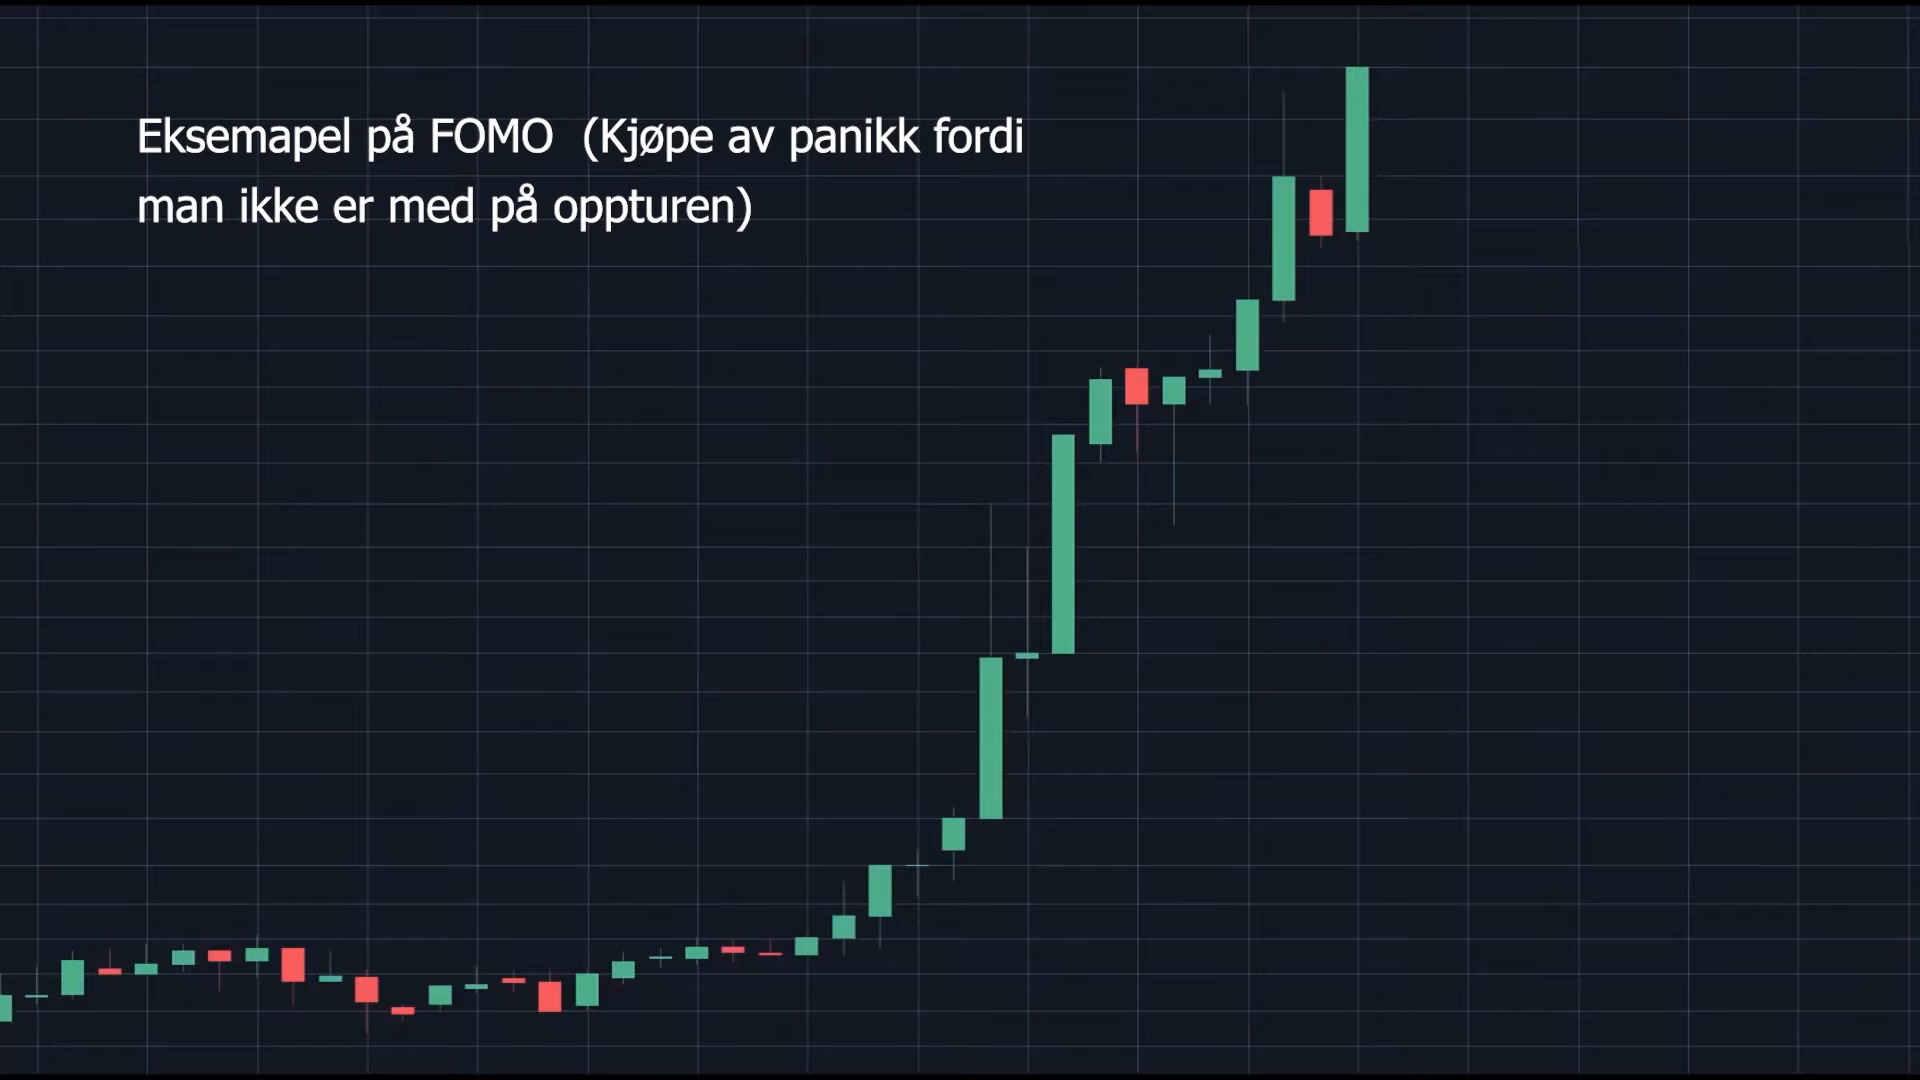 Eksemapel på FOMO  (Kjøpe av panikk fordi
man ikke er med på oppturen)